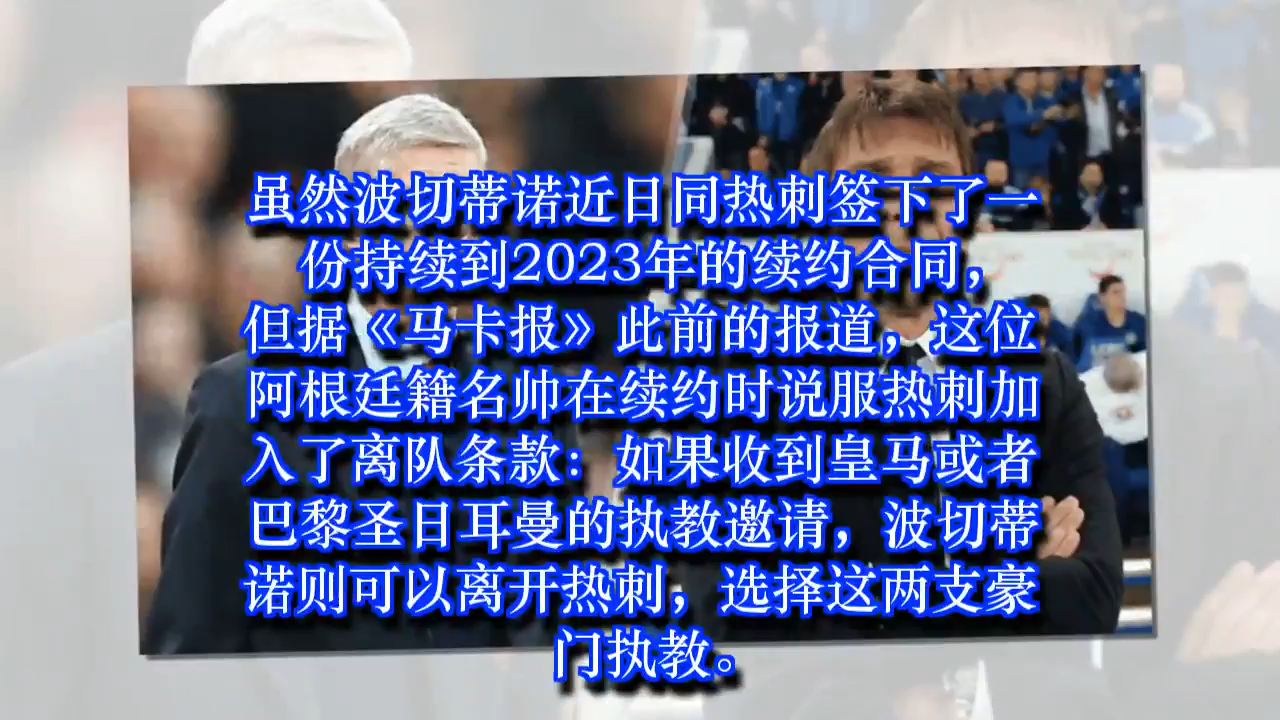 虽然波切蒂诺近日同热刺签下了一
份持续到2023年的续约合同，
但据《马卡报》此前的报道，这位
阿根廷籍名帅在续约时说服热刺加
入了离队条款：如果收到皇马或者
巴黎圣日耳曼的执教邀请，波切蒂
诺则可以离开热刺，选择这两支豪
门执教。